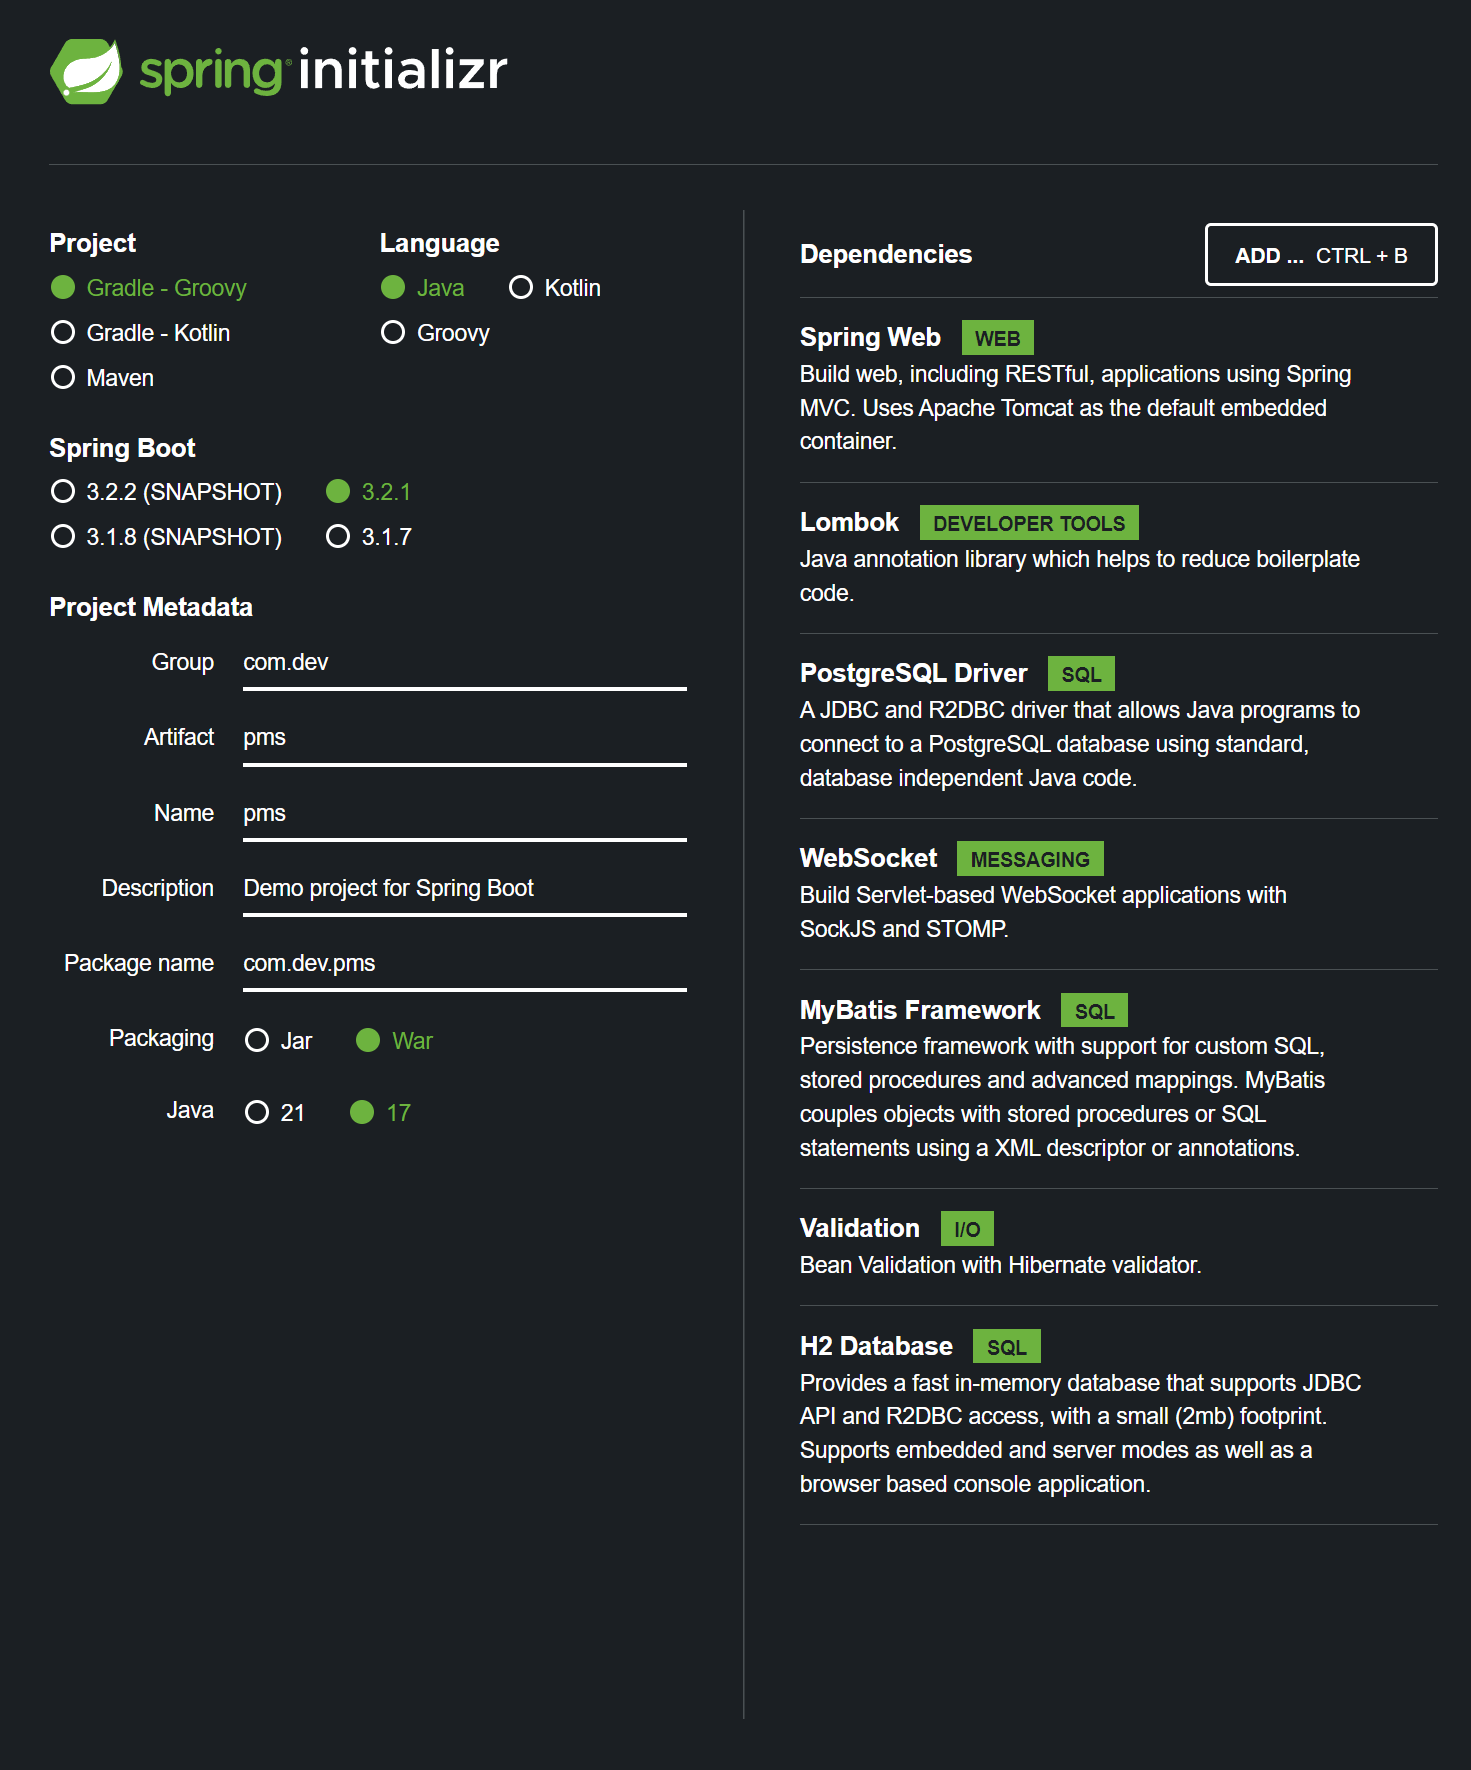 spring initializr
Project
Gradle - Groovy
Gradle - Kotlin
Maven
Language
Java Kotlin
Groovy
Spring Boot
3.2.2 (SNAPSHOT) 3.2.1
3.1.8 (SNAPSHOT) 3.1.7
Project Metadata
Group com.dev
Artifact pms
Name pms
Description Demo project for Spring Boot
Package name com.dev.pms
Packaging Jar War
Java 21 17
Dependencies ADD ... CTRL + B
Spring Web WEB
Build web, including RESTful, applications using Spring
MVC. Uses Apache Tomcat as the default embedded
container.
Lombok DEVELOPER TOOLS
Java annotation library which helps to reduce boilerplate
code.
PostgreSQL Driver SQL
A JDBC and R2DBC driver that allows Java programs to
connect to a PostgreSQL database using standard,
database independent Java code.
WebSocket MESSAGING
Build Servlet-based WebSocket applications with
SockJS and STOMP.
MyBatis Framework SQL
Persistence framework with support for custom SQL,
stored procedures and advanced mappings. MyBatis
couples objects with stored procedures or SQL
statements using a XML descriptor or annotations.
Validation I/O
Bean Validation with Hibernate validator.
H2 Database SQL
Provides a fast in-memory database that supports JDBC
API and R2DBC access, with a small (2mb) footprint.
Supports embedded and server modes as well as a
browser based console application.